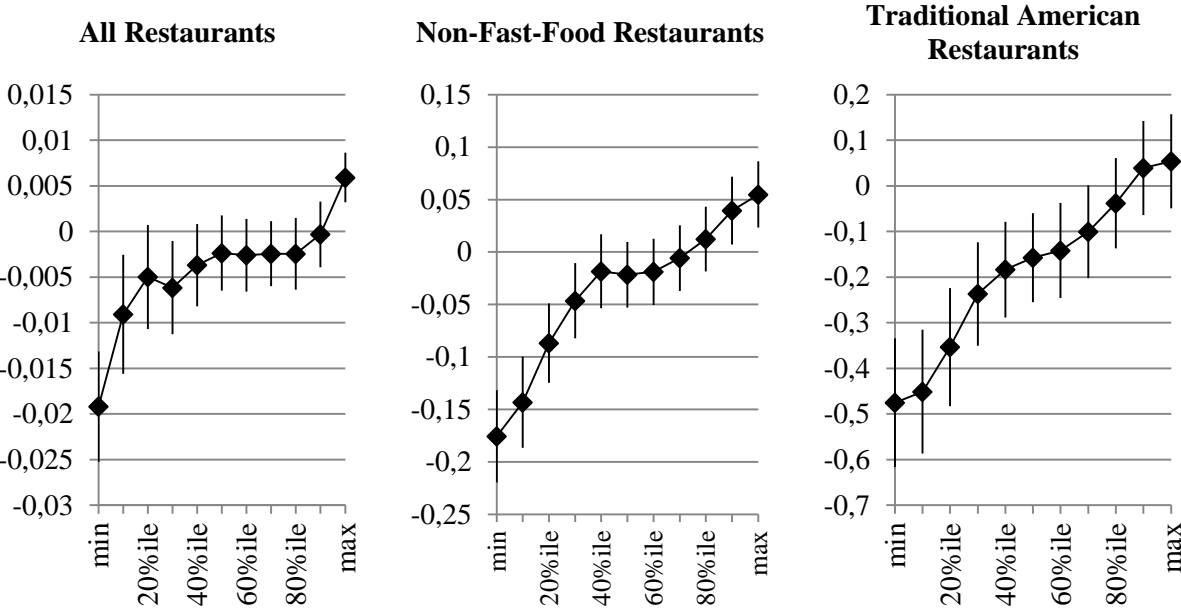 All Restaurants
0,015
0,01
0,005
0
-0,005
-0,01
-0,015
-0,02
-0,025
-0,03
min
20%ile
40%ile
60%ile
80%ile
max
Non-Fast-Food Restaurants
0,15
0,1
0,05
0
-0,05
-0,1
-0,15
-0,2
-0,25
min
20%ile
40%ile
60%ile
80%ile
max
Traditional American
Restaurants
0,2
0,1
0
-0,1
-0,2
-0,3
-0,4
-0,5
-0,6
-0,7
min
20%ile
40%ile
60%ile
80%ile
max